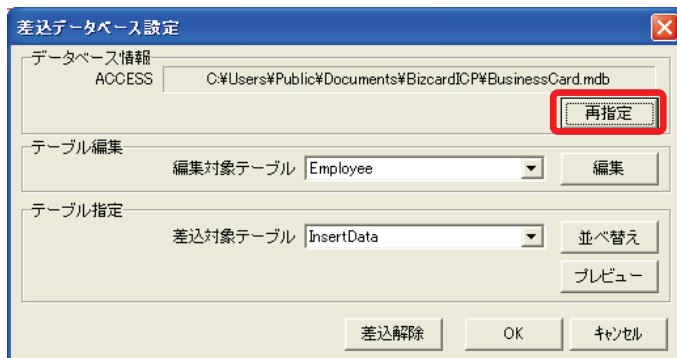 差込データベース設定
データベース情報
ACCESS C:¥Users¥Public¥Documents¥BizcardICP¥BusinessCard.mdb
再指定
テーブル編集
編集対象テーブル Employee 編集
テーブル指定
差込対象テーブル InsertData 並べ替え
プレビュー
差込解除 OK キャンセル